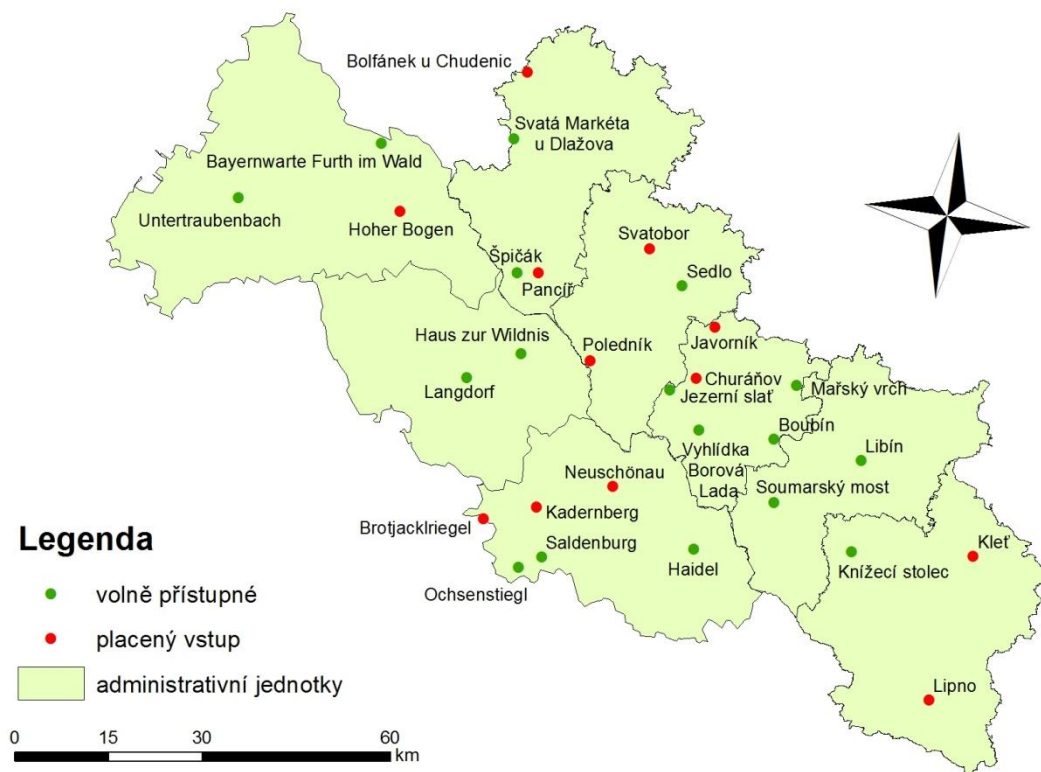 Bolfánek u Chudenic
Svatá Markéta
u Dlažova
Bayernwarte Furth im Wald
Untertraubenbach
Hoher Bogen
Svatobor
Špičák
Pancíř
Sedlo
Haus zur Wildnis
Poledník
Javorník
Langdorf
Churáňov
Jezerní slať
Mařský vrch
Boubín
Vyhlídka
Borová
Lada
Libín
Neuschönau
Soumarský most
Kadernberg
Brotjacklriegel
Saldenburg
Haidel
Ochsenstiegl
Knížecí stolec
Kleť
Lipno
Legenda
volně přístupné
placený vstup
administrativní jednotky
0 15 30 60
km